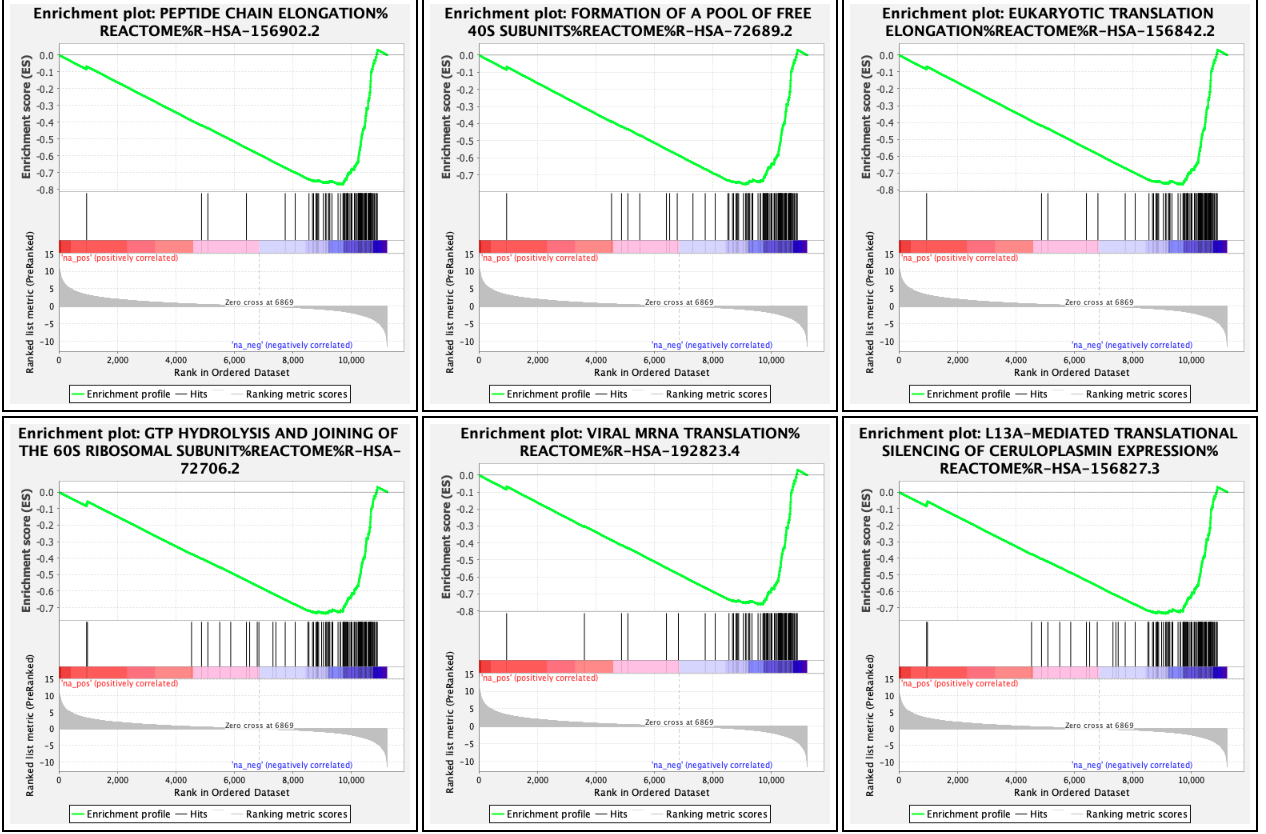 Enrichment plot: PEPTIDE CHAIN ELONGATION%
REACTOME%R-HSA-156902.2
Enrichment score (ES)
0.0
-0.1
-0.2
-0.3
-0.4
-0.5
-0.6
-0.7
-0.8
Ranked list metric (PreRanked)
15
10
5
0
-5
-10
'na_pos' (positively correlated)
Zero cross at 6869
'na_neg' (negatively correlated)
0 2,000 4,000 6,000 8,000 10,000
Rank in Ordered Dataset
Enrichment profile Hits Ranking metric scores
Enrichment plot: FORMATION OF A POOL OF FREE
40S SUBUNITS%REACTOME%R-HSA-72689.2
Enrichment score (ES)
0.0
-0.1
-0.2
-0.3
-0.4
-0.5
-0.6
-0.7
Ranked list metric (PreRanked)
15
10
5
0
-5
-10
'na_pos' (positively correlated)
Zero cross at 6869
'na_neg' (negatively correlated)
0 2,000 4,000 6,000 8,000 10,000
Rank in Ordered Dataset
Enrichment profile Hits Ranking metric scores
Enrichment plot: EUKARYOTIC TRANSLATION
ELONGATION%REACTOME%R-HSA-156842.2
Enrichment score (ES)
0.0
-0.1
-0.2
-0.3
-0.4
-0.5
-0.6
-0.7
-0.8
Ranked list metric (PreRanked)
15
10
5
0
-5
-10
'na_pos' (positively correlated)
Zero cross at 6869
'na_neg' (negatively correlated)
0 2,000 4,000 6,000 8,000 10,000
Rank in Ordered Dataset
Enrichment profile Hits Ranking metric scores
Enrichment plot: GTP HYDROLYSIS AND JOINING OF
THE 60S RIBOSOMAL SUBUNIT%REACTOME%R-HSA-
72706.2
Enrichment score (ES)
0.0
-0.1
-0.2
-0.3
-0.4
-0.5
-0.6
-0.7
Ranked list metric (PreRanked)
15
10
5
0
-5
-10
'na_pos' (positively correlated)
Zero cross at 6869
'na_neg' (negatively correlated)
0 2,000 4,000 6,000 8,000 10,000
Rank in Ordered Dataset
Enrichment profile Hits Ranking metric scores
Enrichment plot: VIRAL MRNA TRANSLATION%
REACTOME%R-HSA-192823.4
Enrichment score (ES)
0.0
-0.1
-0.2
-0.3
-0.4
-0.5
-0.6
-0.7
-0.8
Ranked list metric (PreRanked)
15
10
5
0
-5
-10
'na_pos' (positively correlated)
Zero cross at 6869
'na_neg' (negatively correlated)
0 2,000 4,000 6,000 8,000 10,000
Rank in Ordered Dataset
Enrichment profile Hits Ranking metric scores
Enrichment plot: L13A-MEDIATED TRANSLATIONAL
SILENCING OF CERULOPLASMIN EXPRESSION%
REACTOME%R-HSA-156827.3
Enrichment score (ES)
0.0
-0.1
-0.2
-0.3
-0.4
-0.5
-0.6
-0.7
Ranked list metric (PreRanked)
15
10
5
0
-5
-10
'na_pos' (positively correlated)
Zero cross at 6869
'na_neg' (negatively correlated)
0 2,000 4,000 6,000 8,000 10,000
Rank in Ordered Dataset
Enrichment profile Hits Ranking metric scores